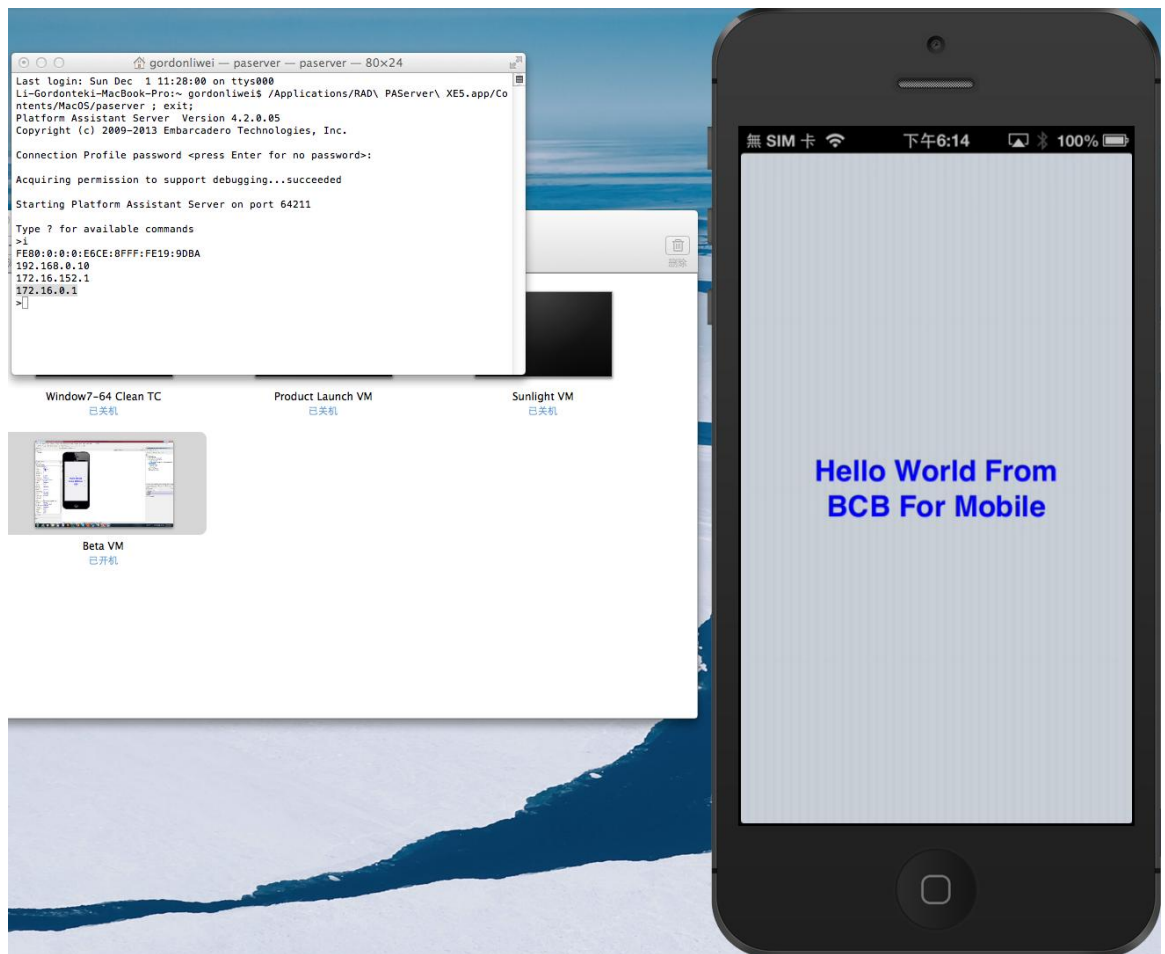 gordonliwei — paserver — paserver — 80×24
Last login: Sun Dec  1 11:28:00 on ttys000
Li-Gordonteki-MacBook-Pro:~ gordonliwei$ /Applications/RAD\ PAServer\ XE5.app/Co
ntents/MacOS/paserver ; exit;
Platform Assistant Server  Version 4.2.0.05
Copyright (c) 2009-2013 Embarcadero Technologies, Inc.
Connection Profile password <press Enter for no password>:
Acquiring permission to support debugging...succeeded
Starting Platform Assistant Server on port 64211
Type ? for available commands
>i
FE80:0:0:0:E6CE:8FFF:FE19:9DBA
192.168.0.10
172.16.152.1
172.16.0.1
>
删除
Window7-64 Clean TC
已关机
Product Launch VM
已关机
Sunlight VM
已关机
Beta VM
已开机
無 SIM 卡 下午6:14 100%
Hello World From
BCB For Mobile